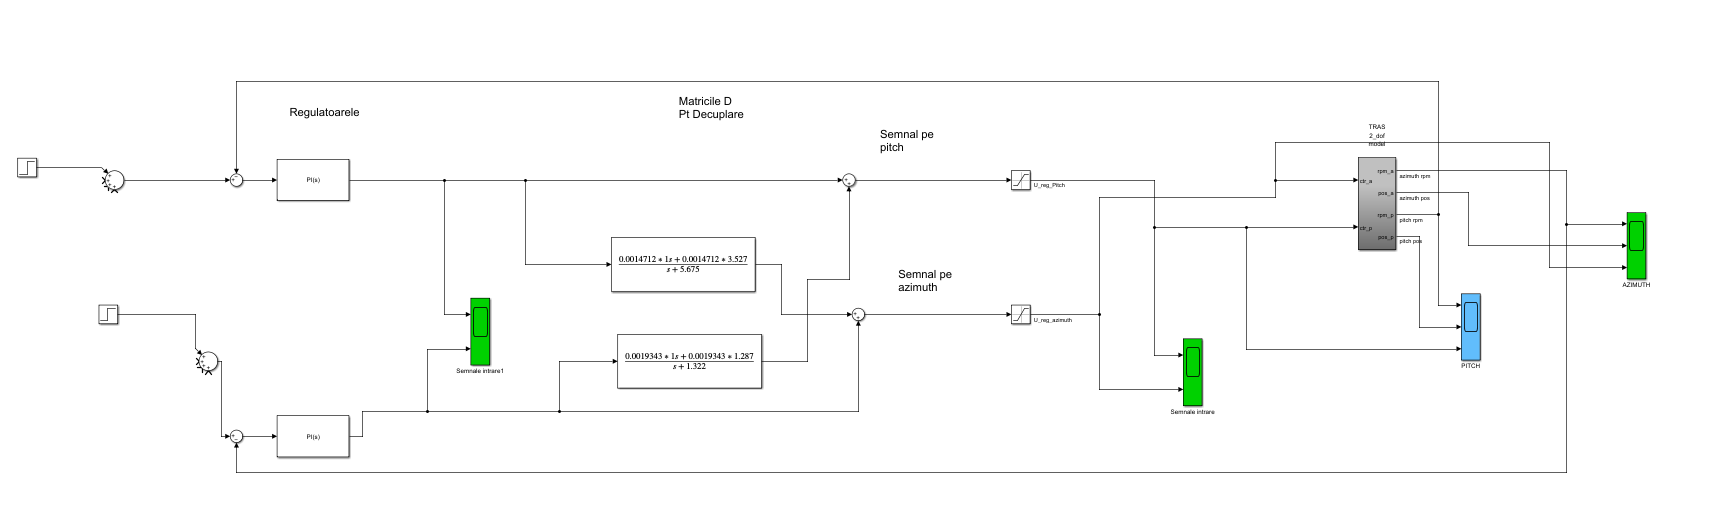 Regulatoarele
Matricile D
Pt Decuplare
Semnal pe
pitch
PI(s)
U_reg_Pitch
TRAS
2_dof
model
ctr_a
ctr_p
rpm_a
pos_a
rpm_p
pos_p
azimuth rpm
azimuth pos
pitch rpm
pitch pos
0.0014712 * 1s + 0.0014712 * 3.527
s + 5.675
Semnal pe
azimuth
U_reg_azimuth
AZIMUTH
Semnale intrare1
0.0019343 * 1s + 0.0019343 * 1.287
s + 1.322
PITCH
Semnale intrare
PI(s)